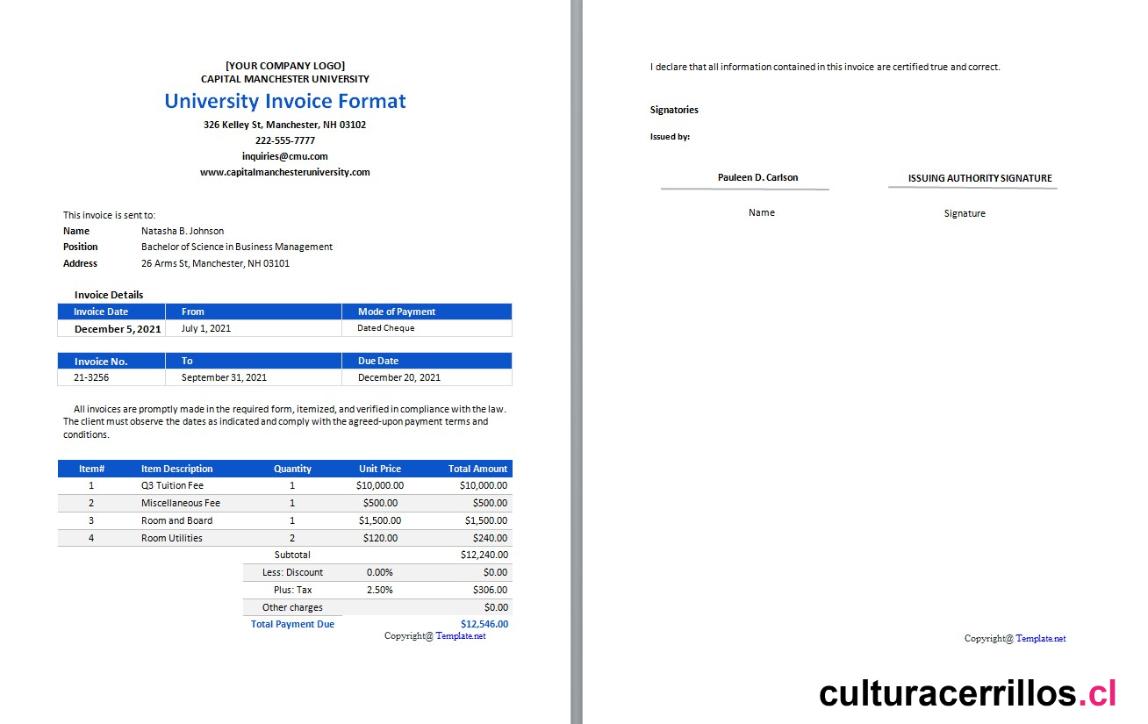 [YOUR COMPANY LOGO]
CAPITAL MANCHESTER UNIVERSITY
University Invoice Format
326 Kelley St, Manchester, NH 03102
222-555-7777
inquiries@cmu.com
www.capitalmanchesteruniversity.com
This invoice is sent to:
Name Natasha B. Johnson
Position Bachelor of Science in Business Management
Address 26 Arms St, Manchester, NH 03101
Invoice Details
Invoice Date From Mode of Payment
December 5, 2021 July 1, 2021 Dated Cheque
Invoice No. To Due Date
21-3256 September 31, 2021 December 20, 2021
All invoices are promptly made in the required form, itemized, and verified in compliance with the law.
The client must observe the dates as indicated and comply with the agreed-upon payment terms and
conditions.
Item# Item Description Quantity Unit Price Total Amount
1 Q3 Tuition Fee 1 $10,000.00 $10,000.00
2 Miscellaneous Fee 1 $500.00 $500.00
3 Room and Board 1 $1,500.00 $1,500.00
4 Room Utilities 2 $120.00 $240.00
Subtotal $12,240.00
Less: Discount 0.00% $0.00
Plus: Tax 2.50% $306.00
Other charges $0.00
Total Payment Due $12,546.00
Copyright@ Template.net
I declare that all information contained in this invoice are certified true and correct.
Signatories
Issued by:
Pauleen D. Carlson ISSUING AUTHORITY SIGNATURE
Name Signature
Copyright@ Template.net
culturacerrillos.cl